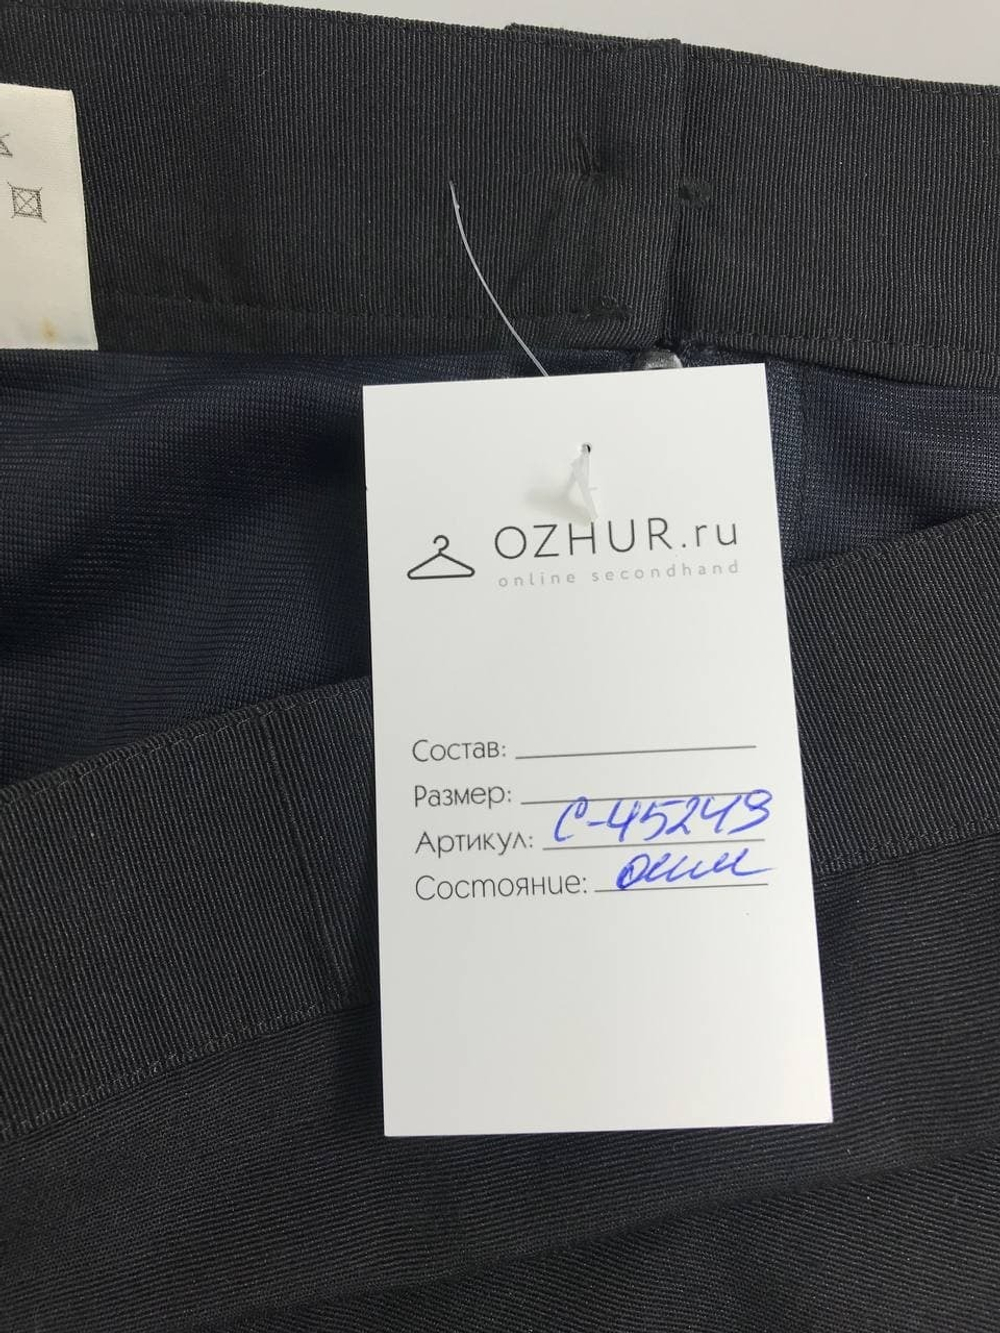 OZHUR.ru
online secondhand
Состав:
Размер:
Артикул: С-45249
Состояние: